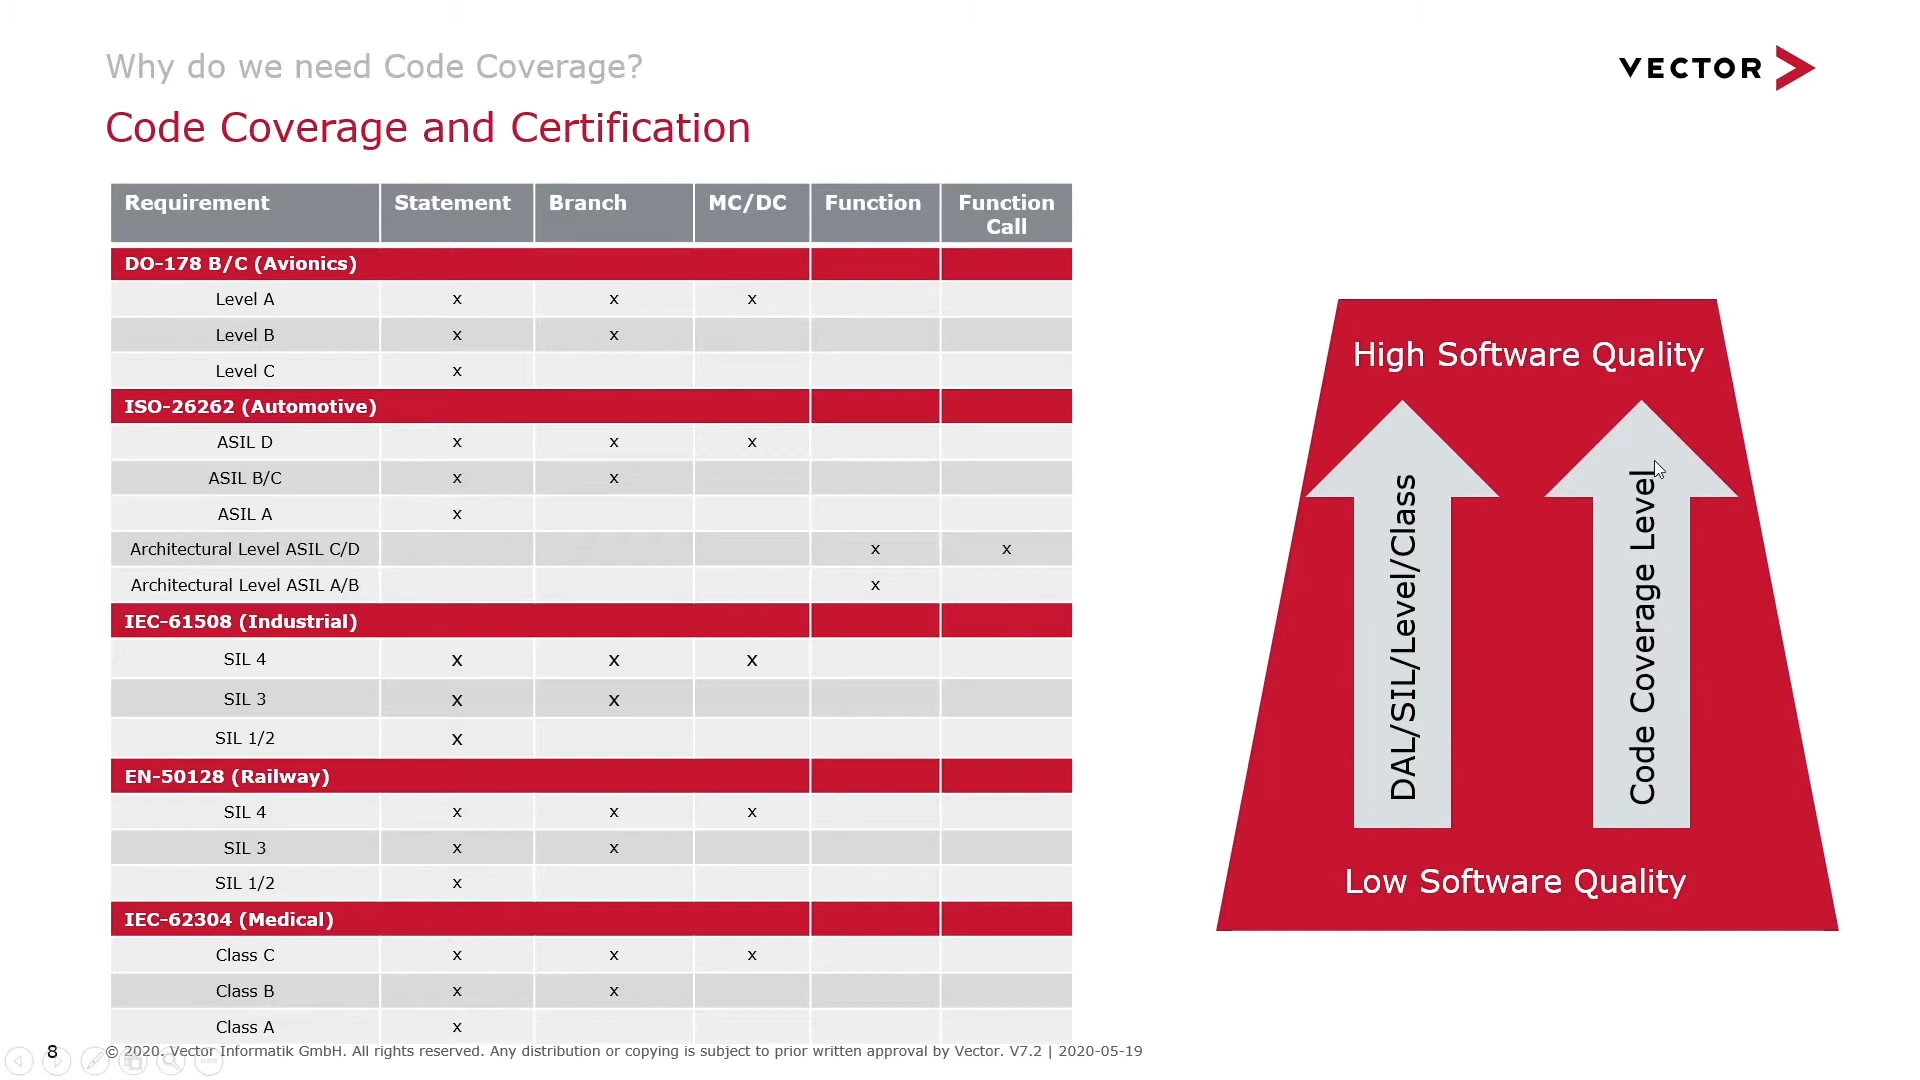 Why do we need Code Coverage?
VECTOR
Code Coverage and Certification
Requirement Statement Branch MC/DC Function Function Call
DO-178 B/C (Avionics)
Level A x x x
Level B x x
Level C x
ISO-26262 (Automotive)
ASIL D x x x
ASIL B/C x x
ASIL A x
Architectural Level ASIL C/D x x
Architectural Level ASIL A/B x
IEC-61508 (Industrial)
SIL 4 x x x
SIL 3 x x
SIL 1/2 x
EN-50128 (Railway)
SIL 4 x x x
SIL 3 x x
SIL 1/2 x
IEC-62304 (Medical)
Class C x x x
Class B x x
Class A x
High Software Quality
DAL/SIL/Level/Class
Code Coverage Level
Low Software Quality
8
© 2020. Vector Informatik GmbH. All rights reserved. Any distribution or copying is subject to prior written approval by Vector. V7.2 | 2020-05-19